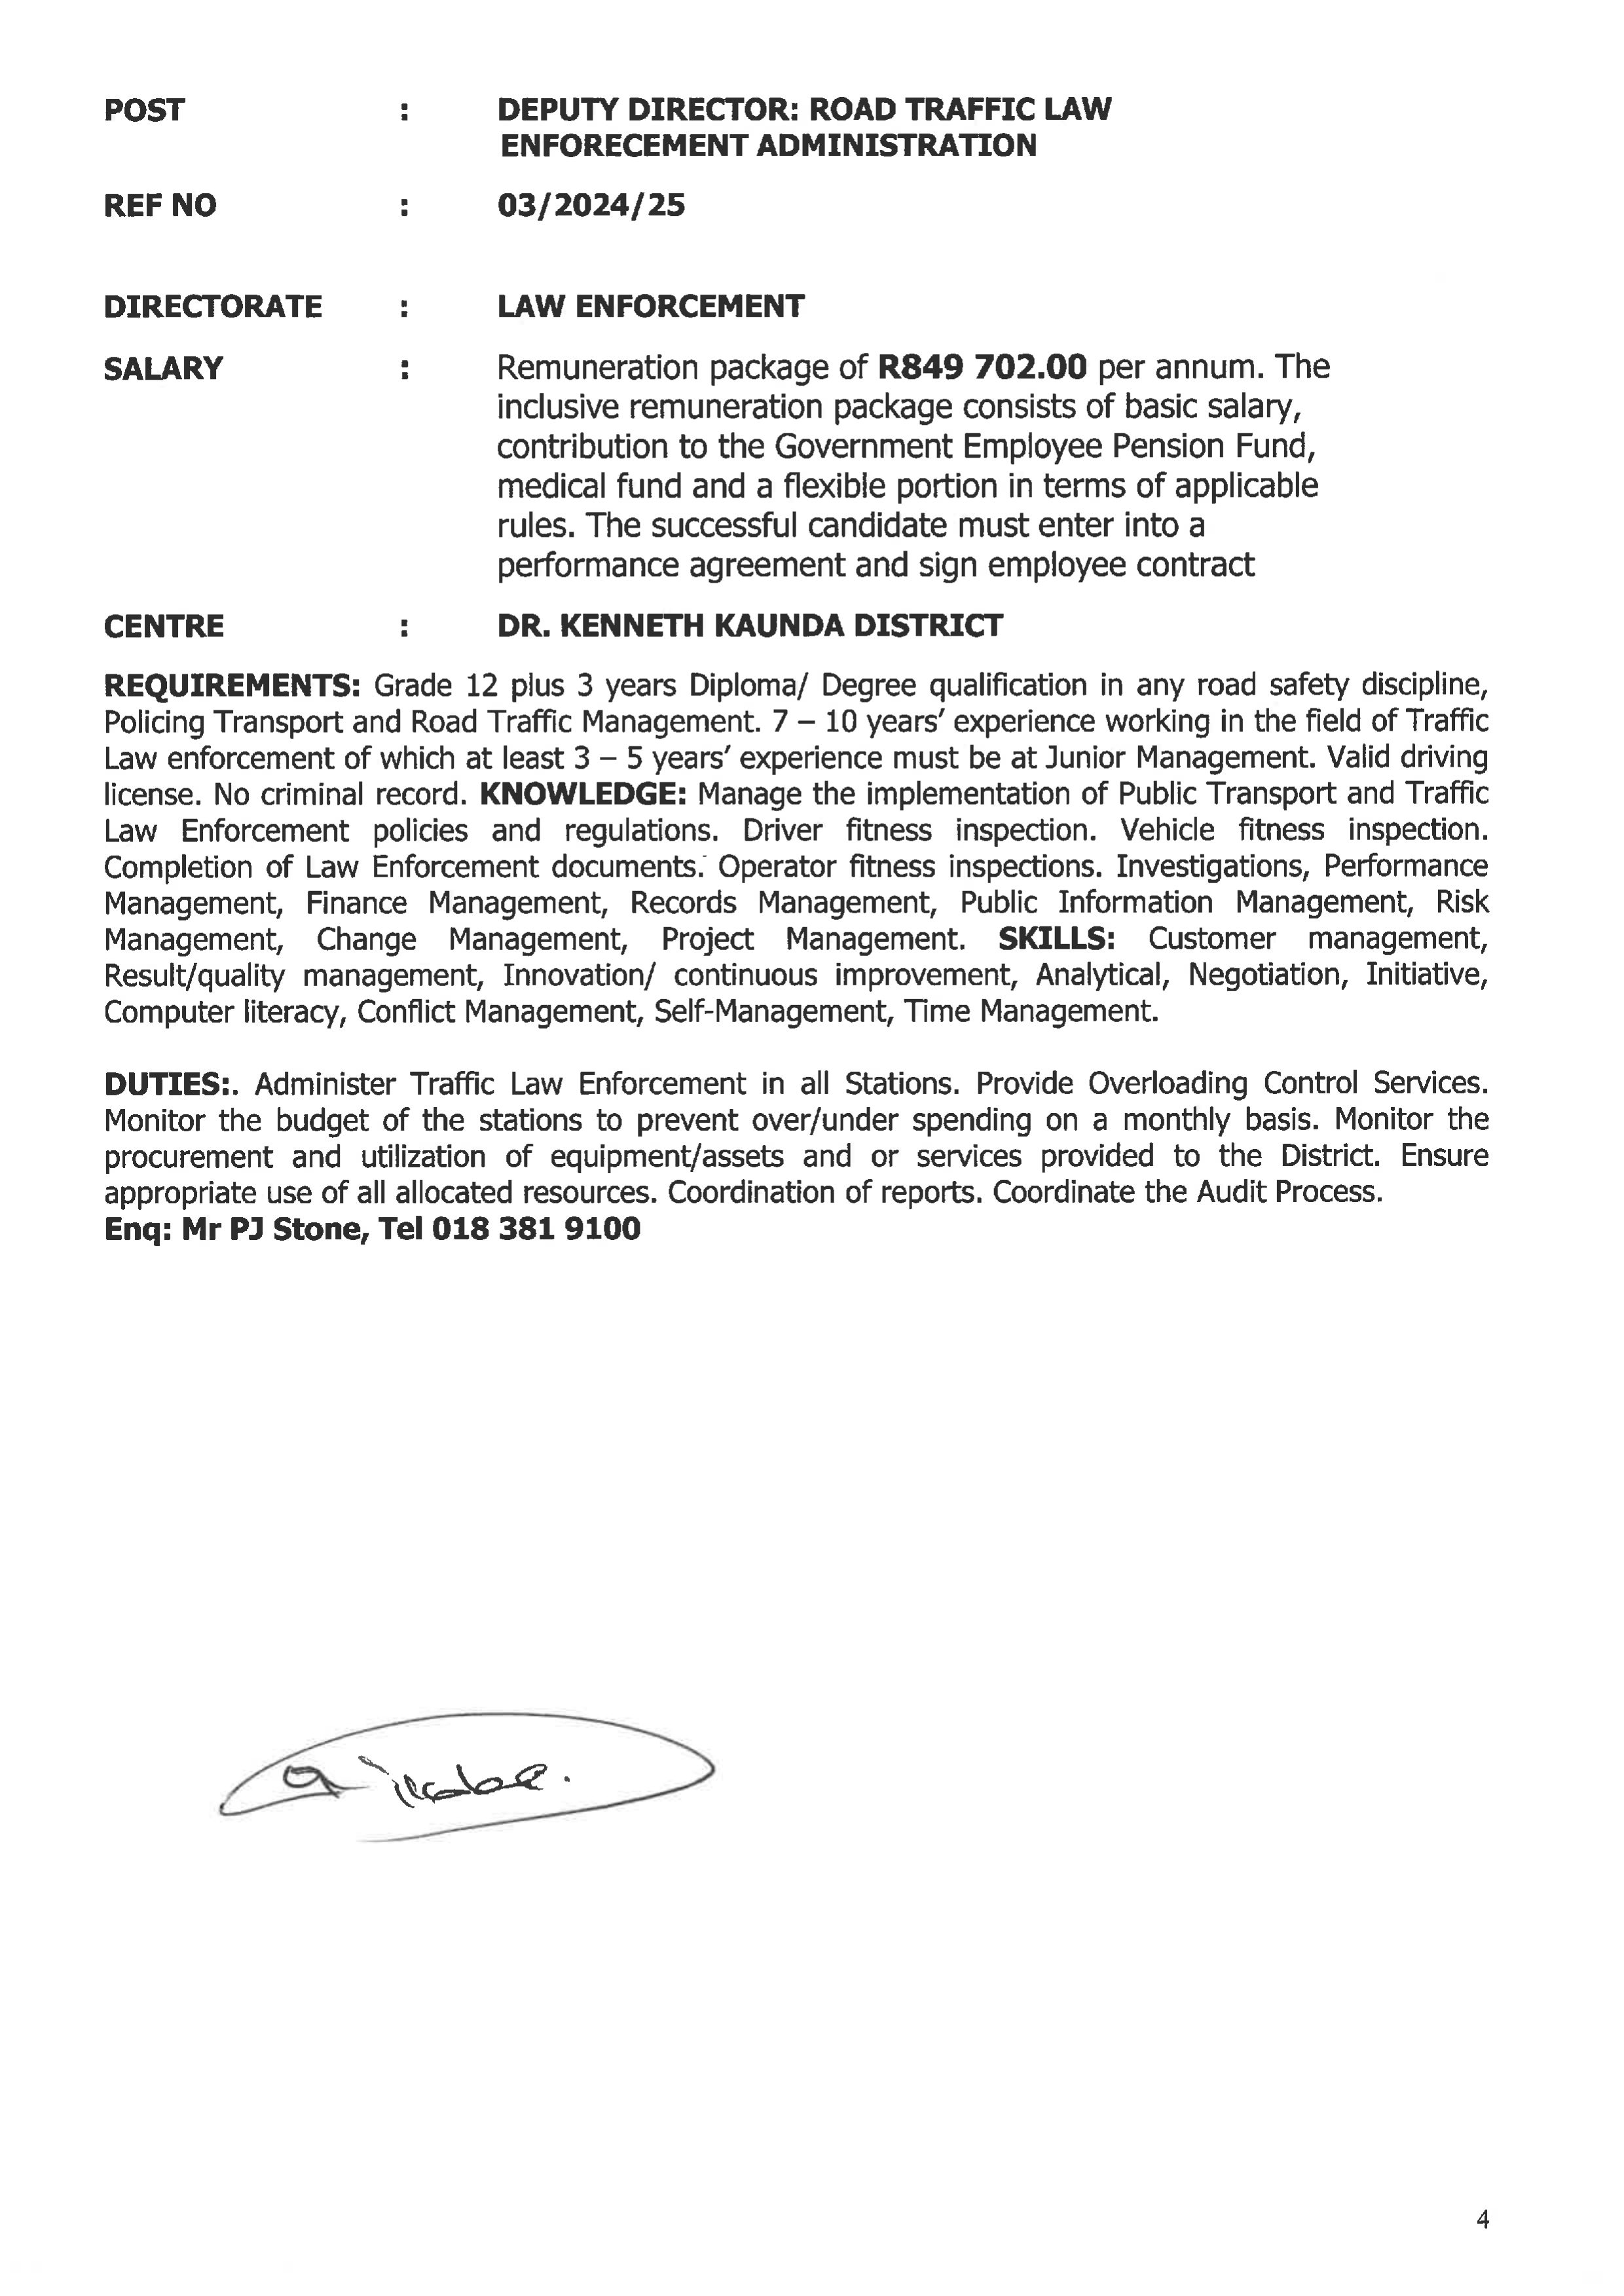 POST : DEPUTY DIRECTOR: ROAD TRAFFIC LAW
ENFORECEMENT ADMINISTRATION
REF NO : 03/2024/25
DIRECTORATE : LAW ENFORCEMENT
SALARY : Remuneration package of R849 702.00 per annum. The
inclusive remuneration package consists of basic salary,
contribution to the Government Employee Pension Fund,
medical fund and a flexible portion in terms of applicable
rules. The successful candidate must enter into a
performance agreement and sign employee contract
CENTRE : DR. KENNETH KAUNDA DISTRICT
REQUIREMENTS: Grade 12 plus 3 years Diploma/ Degree qualification in any road safety discipline,
Policing Transport and Road Traffic Management. 7 – 10 years’ experience working in the field of Traffic
Law enforcement of which at least 3 – 5 years’ experience must be at Junior Management. Valid driving
license. No criminal record. KNOWLEDGE: Manage the implementation of Public Transport and Traffic
Law Enforcement policies and regulations. Driver fitness inspection. Vehicle fitness inspection.
Completion of Law Enforcement documents. Operator fitness inspections. Investigations, Performance
Management, Finance Management, Records Management, Public Information Management, Risk
Management, Change Management, Project Management. SKILLS: Customer management,
Result/quality management, Innovation/ continuous improvement, Analytical, Negotiation, Initiative,
Computer literacy, Conflict Management, Self-Management, Time Management.
DUTIES:. Administer Traffic Law Enforcement in all Stations. Provide Overloading Control Services.
Monitor the budget of the stations to prevent over/under spending on a monthly basis. Monitor the
procurement and utilization of equipment/assets and or services provided to the District. Ensure
appropriate use of all allocated resources. Coordination of reports. Coordinate the Audit Process.
Enq: Mr PJ Stone, Tel 018 381 9100
4